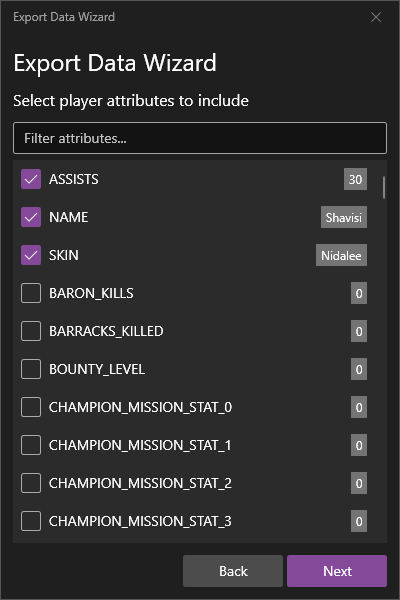 Export Data Wizard
Export Data Wizard
Select player attributes to include
Filter attributes...
ASSISTS 30
NAME Shavisi
SKIN Nidalee
BARON_KILLS 0
BARRACKS_KILLED 0
BOUNTY_LEVEL 0
CHAMPION_MISSION_STAT_0 0
CHAMPION_MISSION_STAT_1 0
CHAMPION_MISSION_STAT_2 0
CHAMPION_MISSION_STAT_3 0
Back Next